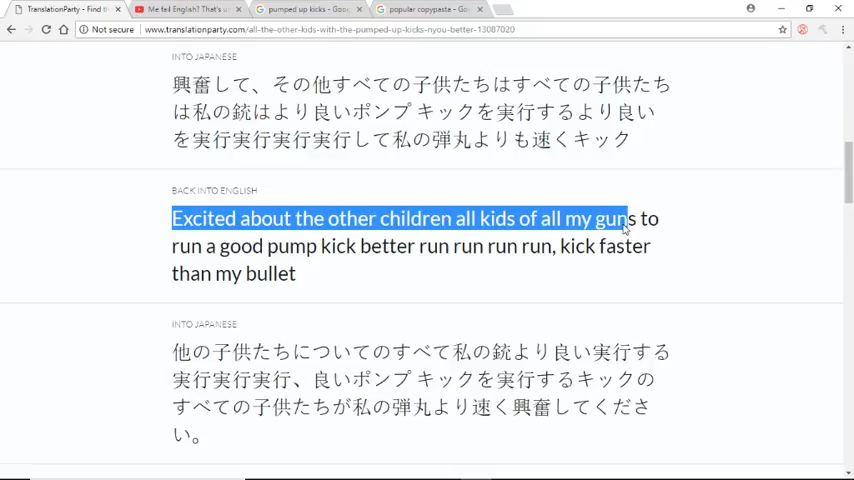 TranslationParty - Find t
Me fail English? That's u
pumped up kicks - Goo
popular copypasta - Goo
Not secure | www.translationparty.com/all-the-other-kids-with-the-pumped-up-kicks-nyou-better-13087020
INTO JAPANESE
興奮して、その他すべての子供たちはすべての子供たち
は私の銃はより良いポンプ キックを実行するより良い
を実行実行実行実行して私の弾丸よりも速くキック
BACK INTO ENGLISH
Excited about the other children all kids of all my guns to
run a good pump kick better run run run run, kick faster
than my bullet
INTO JAPANESE
他の子供たちについてのすべて私の銃より良い実行する
実行実行実行、良いポンプ キックを実行するキックの
すべての子供たちが私の弾丸より速く興奮してくださ
い。